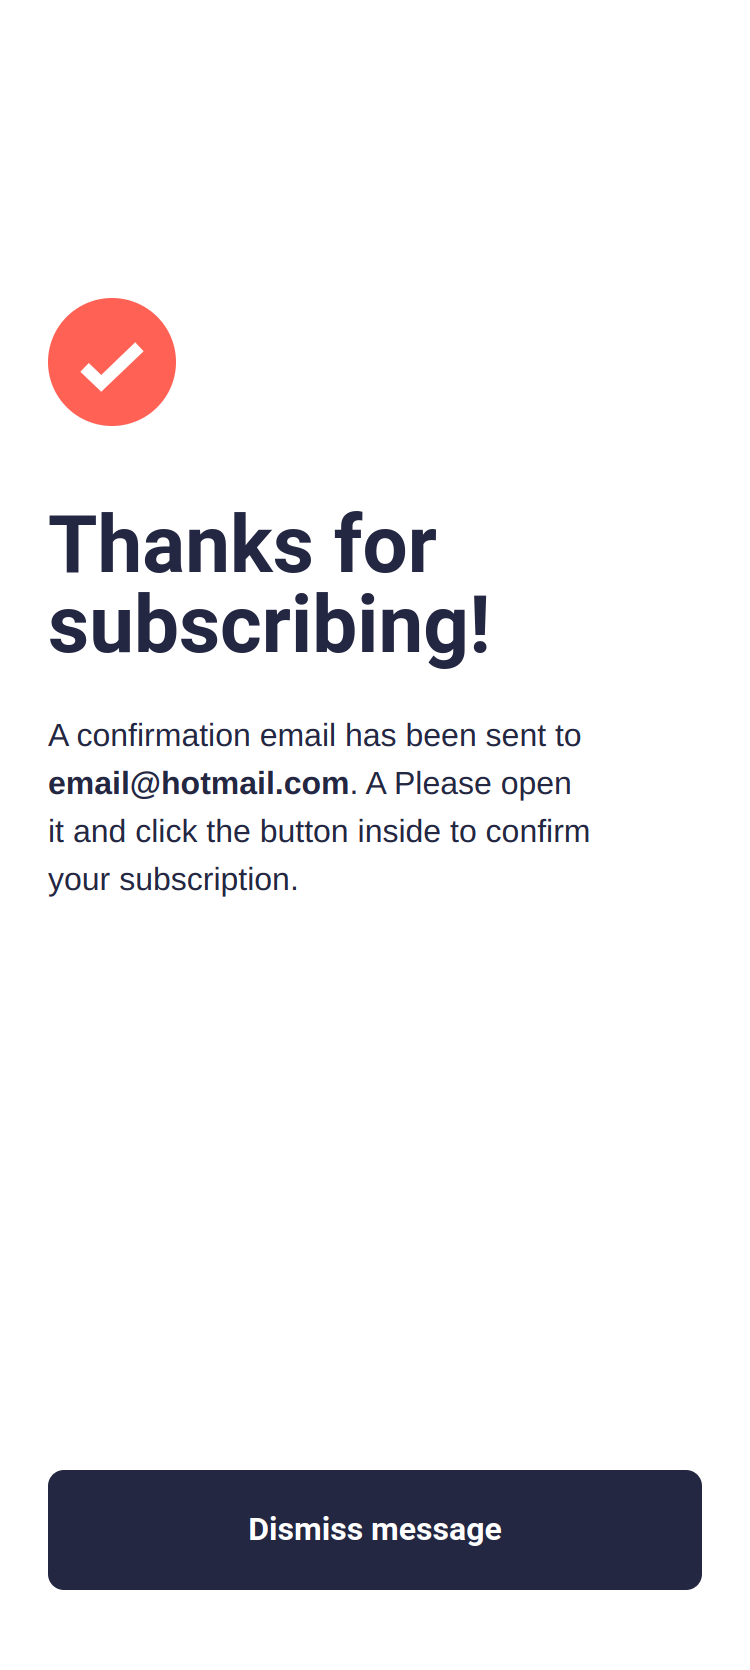 Thanks for
subscribing!
A confirmation email has been sent to
email@hotmail.com. A Please open
it and click the button inside to confirm
your subscription.
Dismiss message